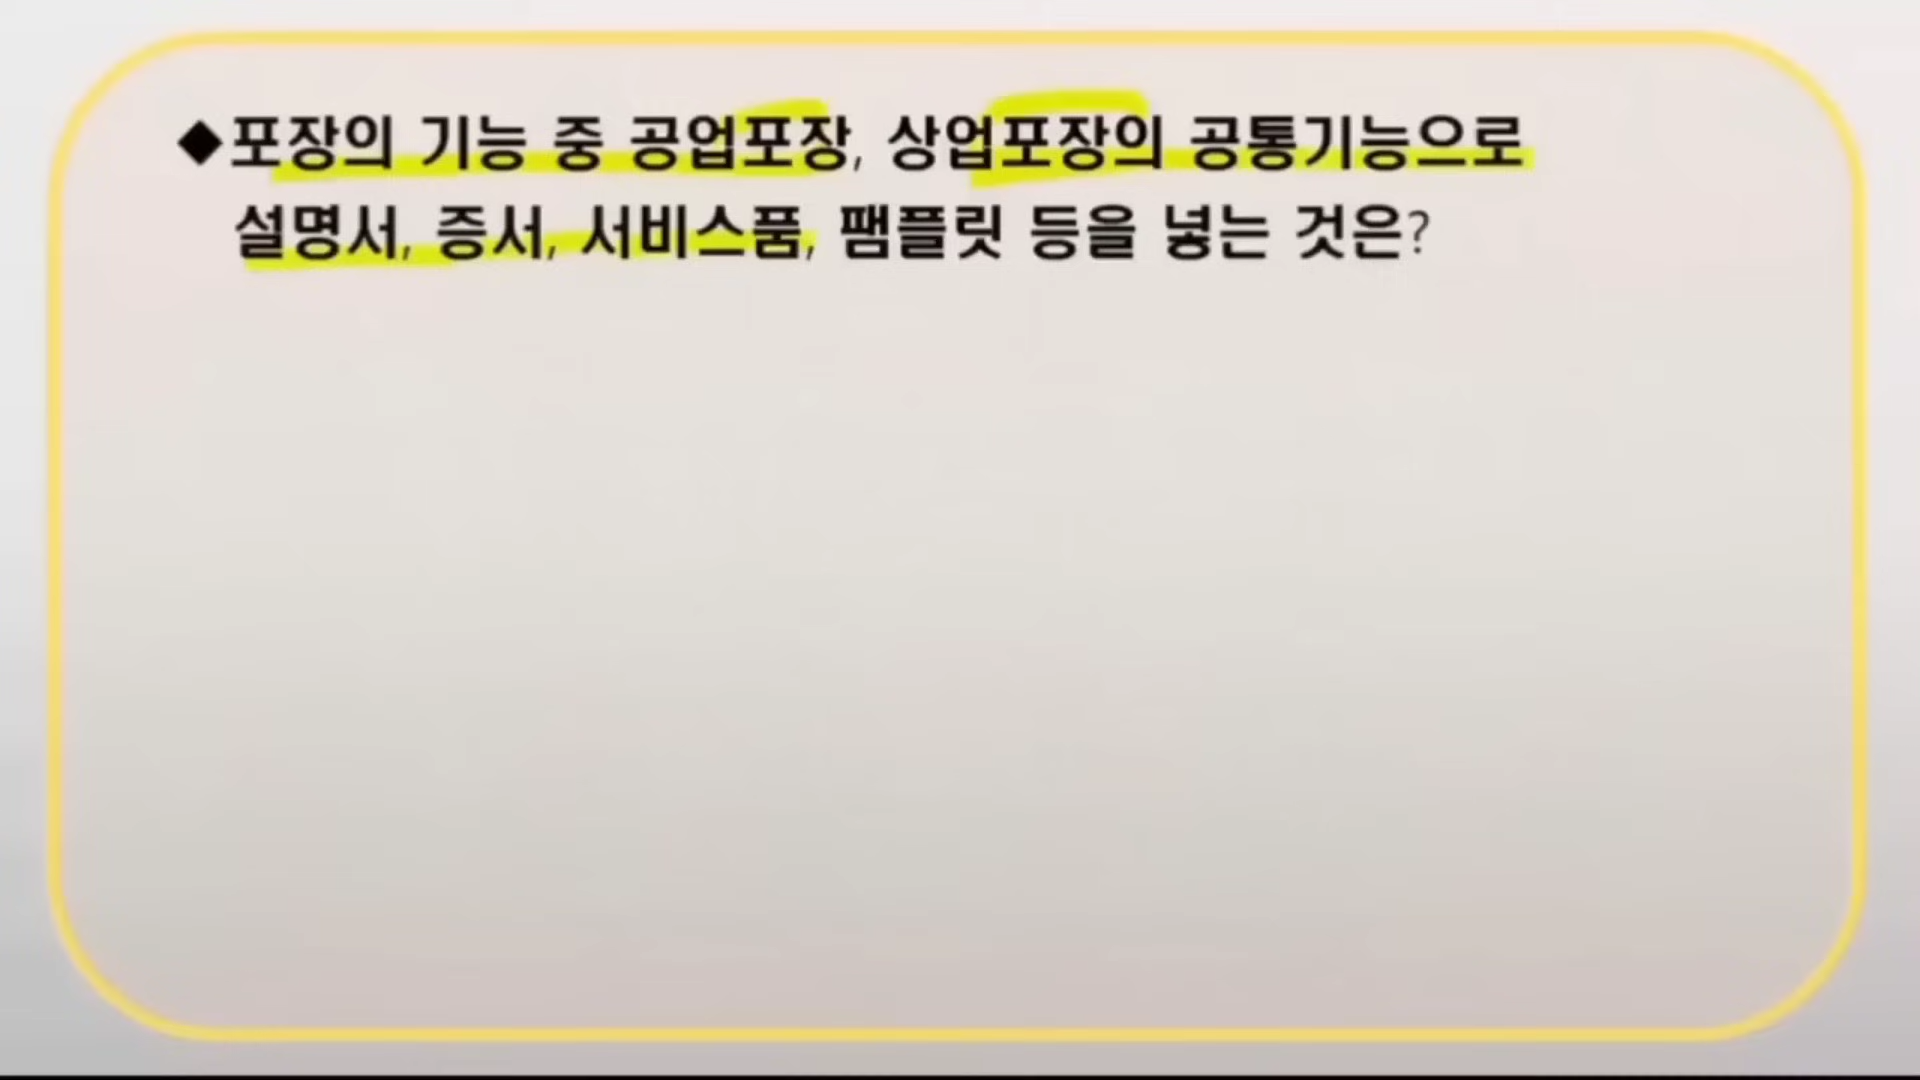 ◆포장의 기능 중 공업포장, 상업포장의 공통기능으로
설명서, 증서, 서비스품, 팸플릿 등을 넣는 것은?